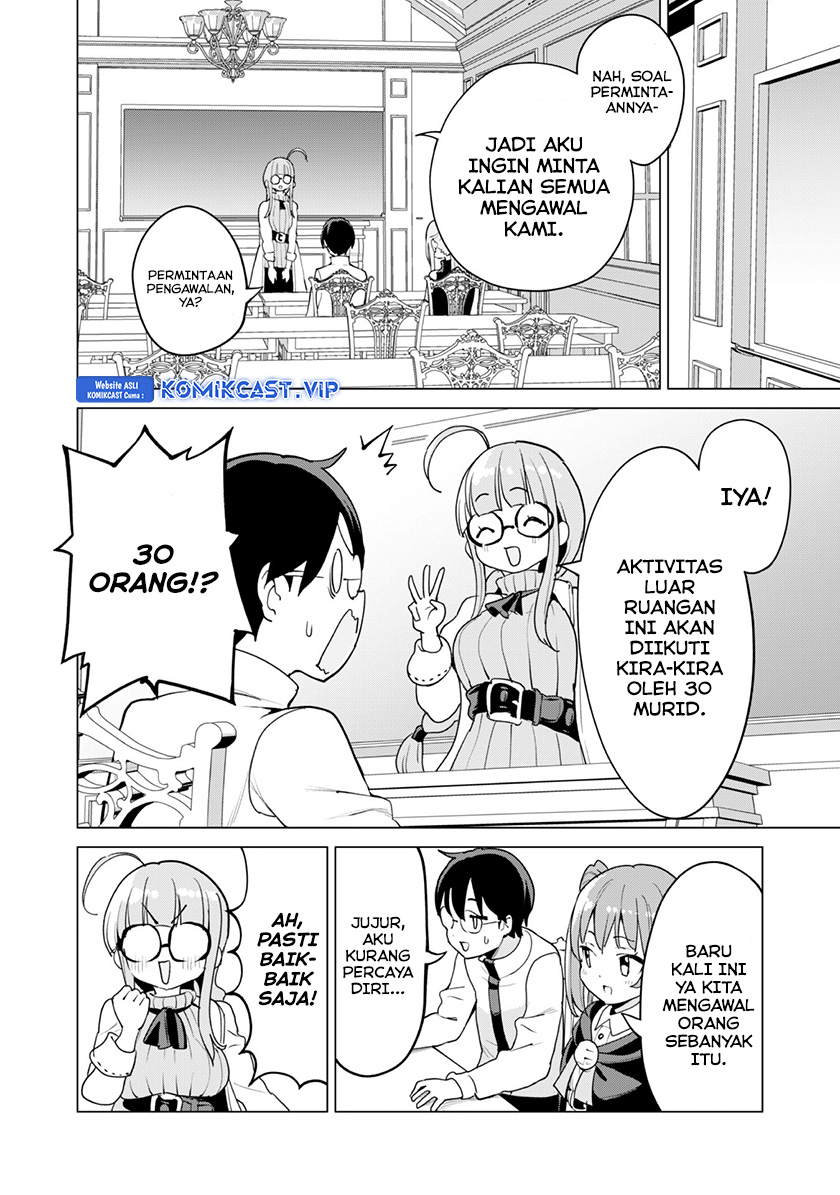 NAH, SOAL
PERMINTA-
ANNYA-
JADI AKU
INGIN MINTA
KALIAN SEMUA
MENGAWAL
KAMI.
PERMINTAAN
PENGAWALAN,
YA?
Website ASLI
KOMIKCAST Cuma :
KOMIKCAST.VIP
IYA!
AKTIVITAS
LUAR
RUANGAN
INI AKAN
DIIKUTI
KIRA-KIRA
OLEH 30
MURID.
30
ORANG!?
BARU
KALI INI
YA KITA
MENGAWAL
ORANG
SEBANYAK
ITU.
JUJUR,
AKU
KURANG
PERCAYA
DIRI...
AH,
PASTI
BAIK-
BAIK
SAJA!